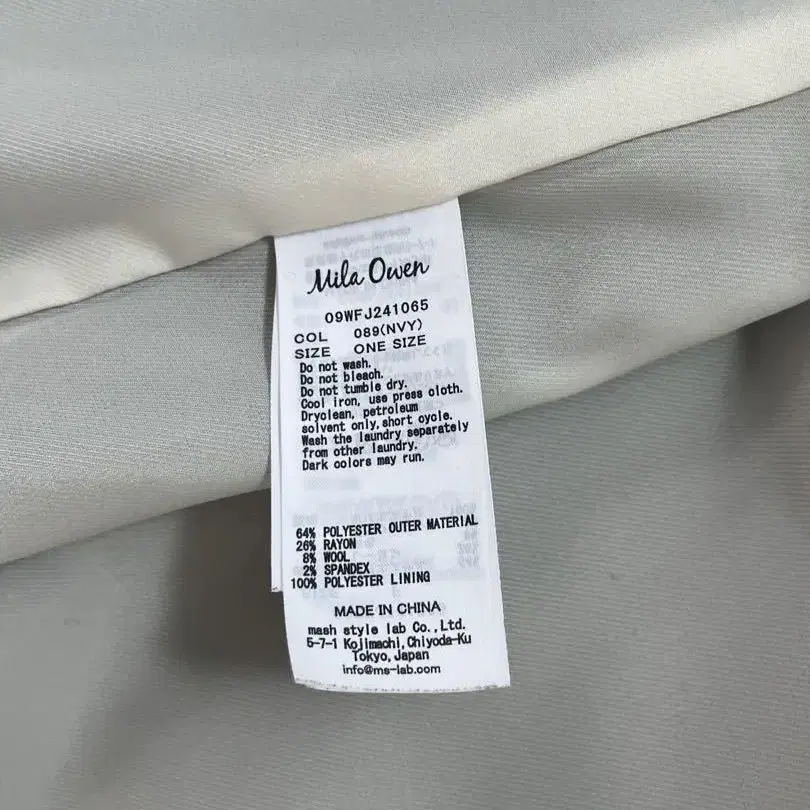 Mila Owen
09WFJ241065
COL 089(NVY)
SIZE ONE SIZE
Do not wash.
Do not bleach.
Do not tumble dry.
Cool iron, use press cloth.
Dryclean, petroleum
solvent only, short cycle.
Wash the laundry separately
from other laundry.
Dark colors may run.
64% POLYESTER OUTER MATERIAL
26% RAYON
8% WOOL
2% SPANDEX
100% POLYESTER LINING
MADE IN CHINA
mash style lab Co., Ltd.
5-7-1 Kojimachi, Chiyoda-Ku
Tokyo, Japan
info@ms-lab.com